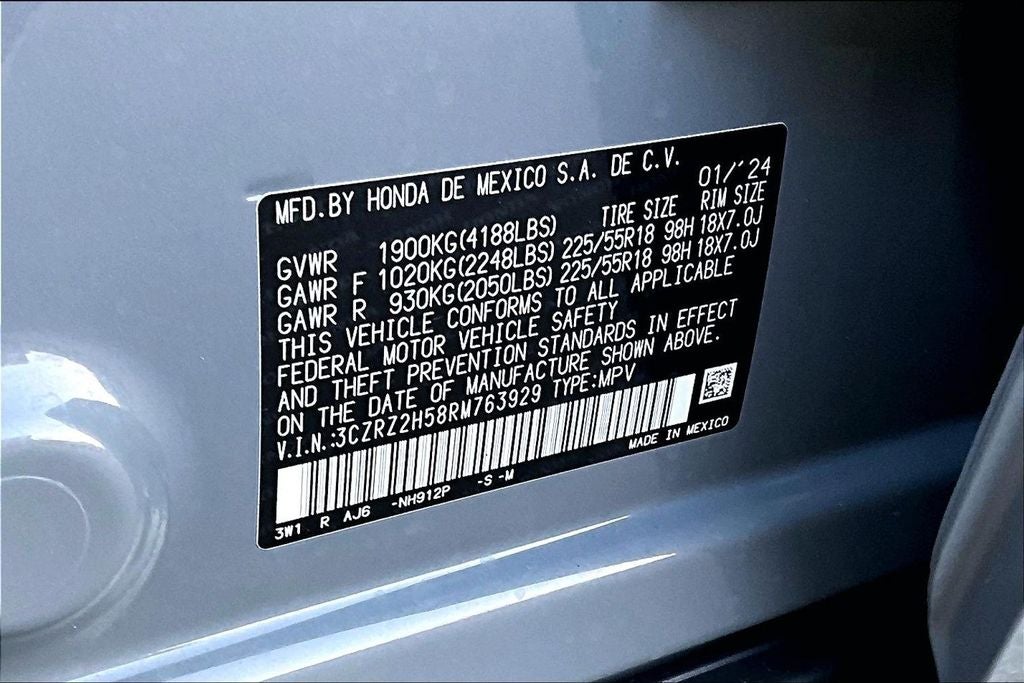 MFD.BY HONDA DE MEXICO S.A. DE C.V. 01/'24
TIRE SIZE RIM SIZE
GVWR 1900KG(4188LBS)
GAWR F 1020KG(2248LBS) 225/55R18 98H 18X7.0J
GAWR R 930KG(2050LBS) 225/55R18 98H 18X7.0J
THIS VEHICLE CONFORMS TO ALL APPLICABLE
FEDERAL MOTOR VEHICLE SAFETY
AND THEFT PREVENTION STANDARDS IN EFFECT
ON THE DATE OF MANUFACTURE SHOWN ABOVE.
V.I.N.:3CZRZ2H58RM763929 TYPE:MPV
MADE IN MEXICO
3W1 R AJ6 -NH912P -S -M